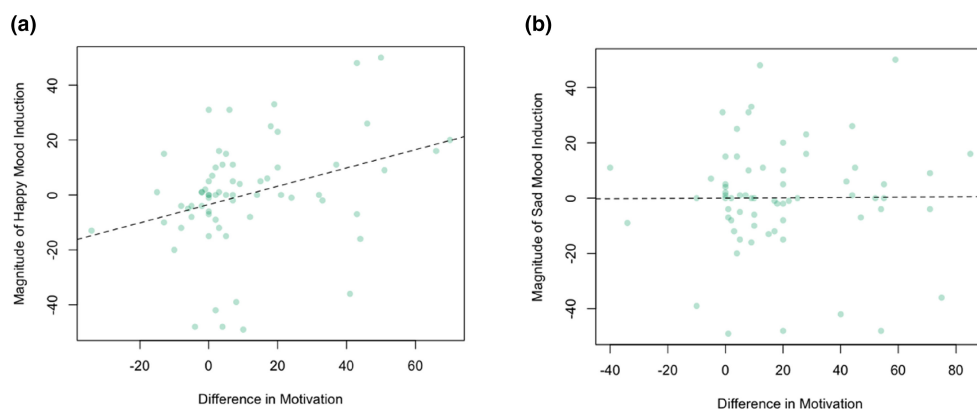 (a)
Magnitude of Happy Mood Induction
40
20
0
-20
-40
-20 0 20 40 60
Difference in Motivation
(b)
Magnitude of Sad Mood Induction
40
20
0
-20
-40
-40 -20 0 20 40 60 80
Difference in Motivation